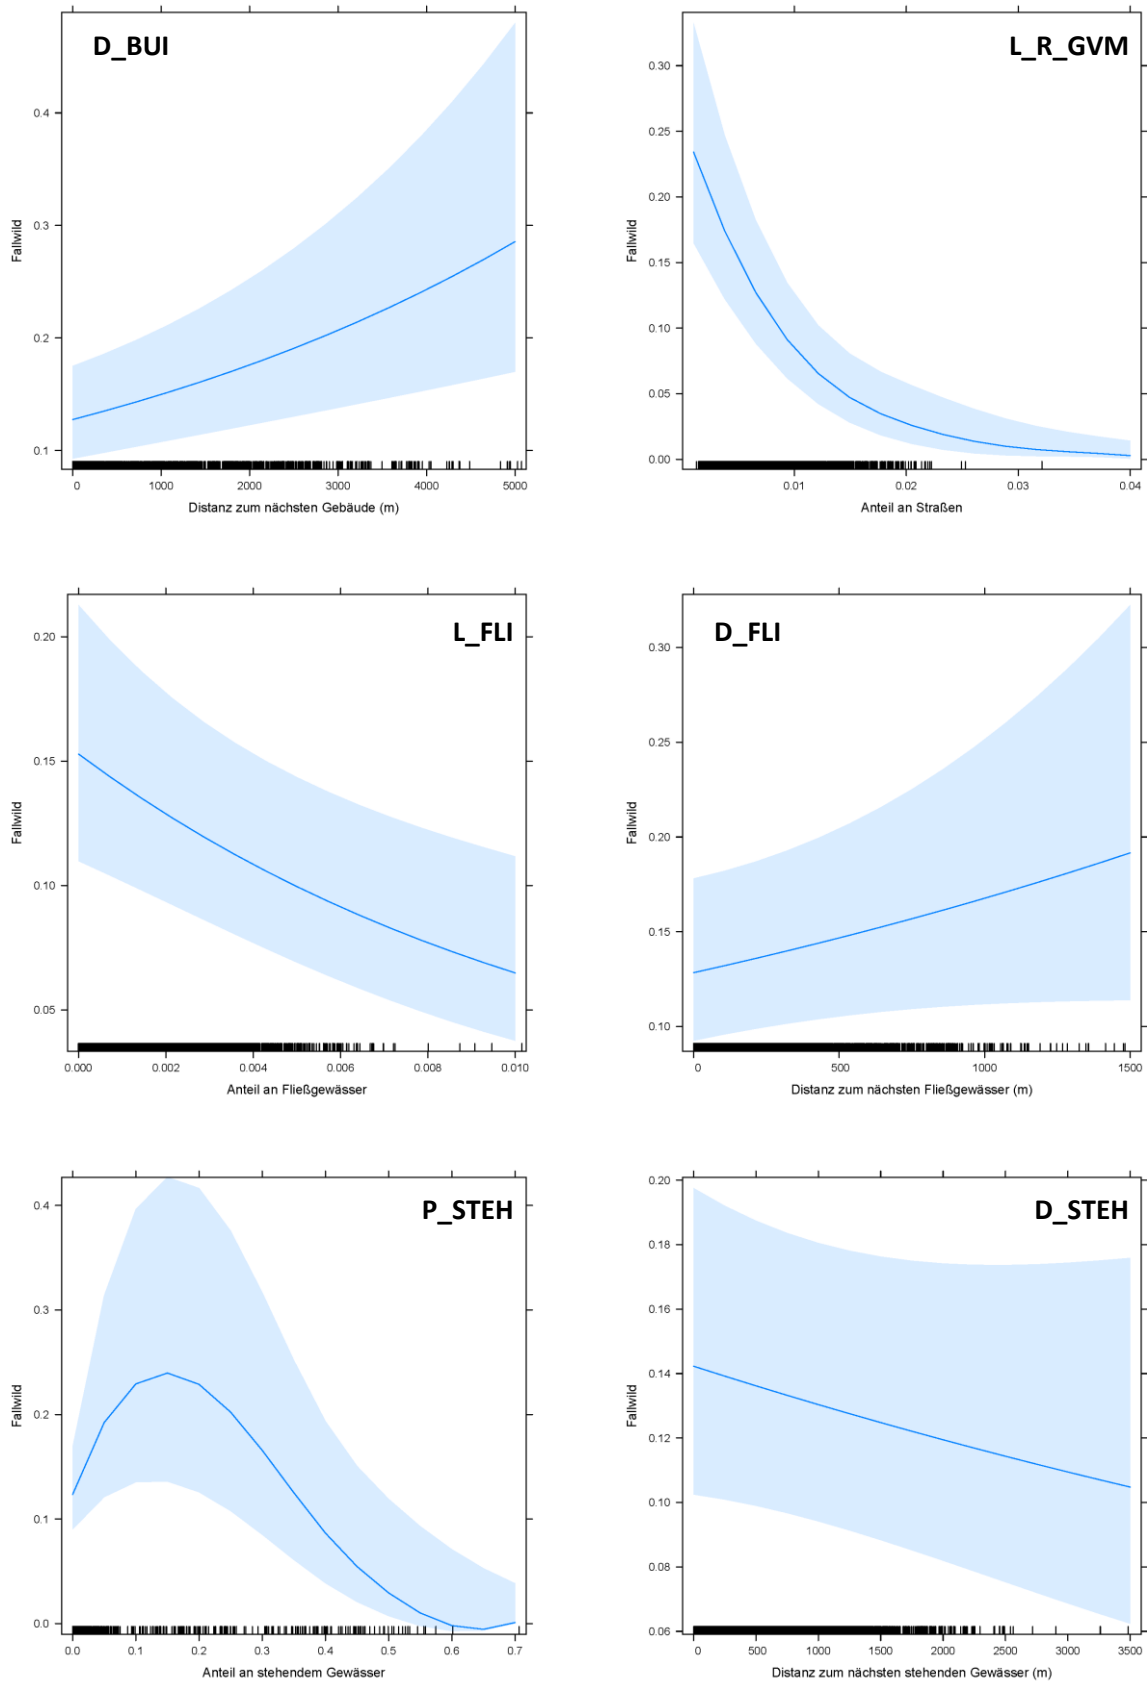 D_BUI
Fallwild
0.4
0.3
0.2
0.1
0 1000 2000 3000 4000 5000
Distanz zum nächsten Gebäude (m)
L_R_GVM
Fallwild
0.30
0.25
0.20
0.15
0.10
0.05
0.00
0.01 0.02 0.03 0.04
Anteil an Straßen
L_FLI
Fallwild
0.20
0.15
0.10
0.05
0.000 0.002 0.004 0.006 0.008 0.010
Anteil an Fließgewässer
D_FLI
Fallwild
0.30
0.25
0.20
0.15
0.10
0 500 1000 1500
Distanz zum nächsten Fließgewässer (m)
P_STEH
Fallwild
0.4
0.3
0.2
0.1
0.0
0.0 0.1 0.2 0.3 0.4 0.5 0.6 0.7
Anteil an stehendem Gewässer
D_STEH
Fallwild
0.20
0.18
0.16
0.14
0.12
0.10
0.08
0.06
0 500 1000 1500 2000 2500 3000 3500
Distanz zum nächsten stehenden Gewässer (m)